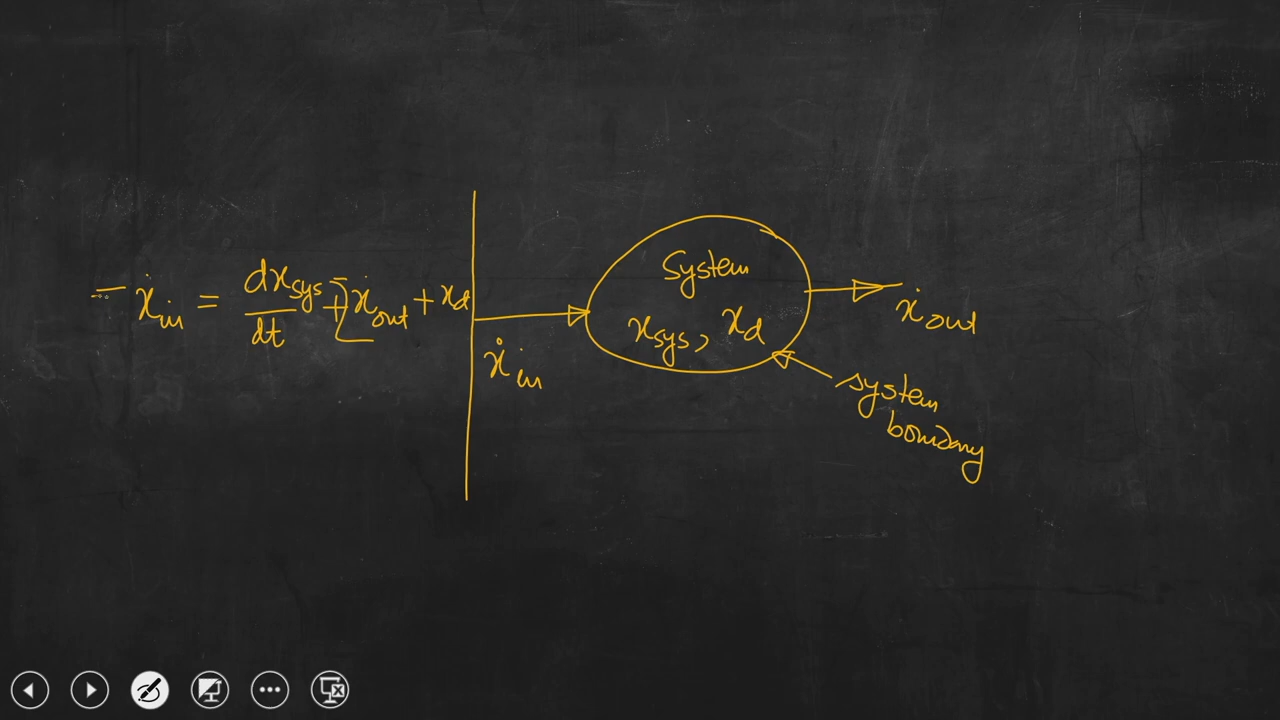 ẋin = dxsys/dt + ẋout + xd
System
xsys, xd
ẋin
ẋout
system
boundary